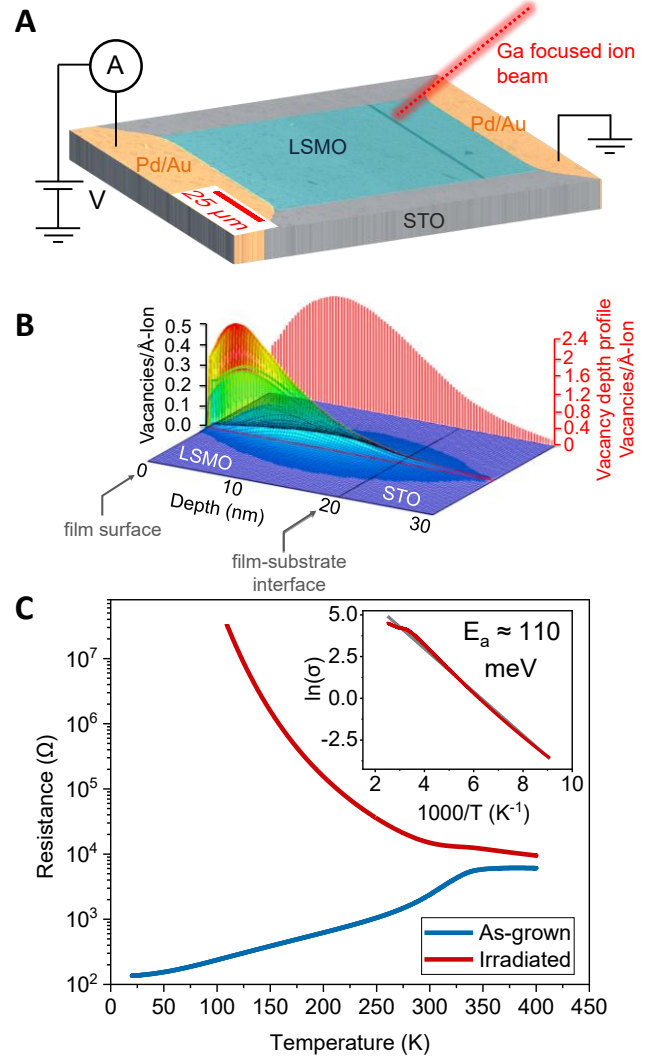 A
A
V
Ga focused ion
beam
Pd/Au
LSMO
Pd/Au
25 µm
STO
B
Vacancies/Å-Ion
0.5
0.4
0.3
0.2
0.1
0.0
2.4
2
1.6
1.2
0.8
0.4
0
Vacancy depth profile
Vacancies/Å-Ion
LSMO
STO
0
10
20
30
Depth (nm)
film surface
film-substrate
interface
C
Resistance (Ω)
10⁷
10⁶
10⁵
10⁴
10³
10²
0
50
100
150
200
250
300
350
400
450
Temperature (K)
As-grown
Irradiated
Eₐ ≈ 110
meV
ln(σ)
5.0
2.5
0.0
-2.5
2
4
6
8
10
1000/T (K⁻¹)